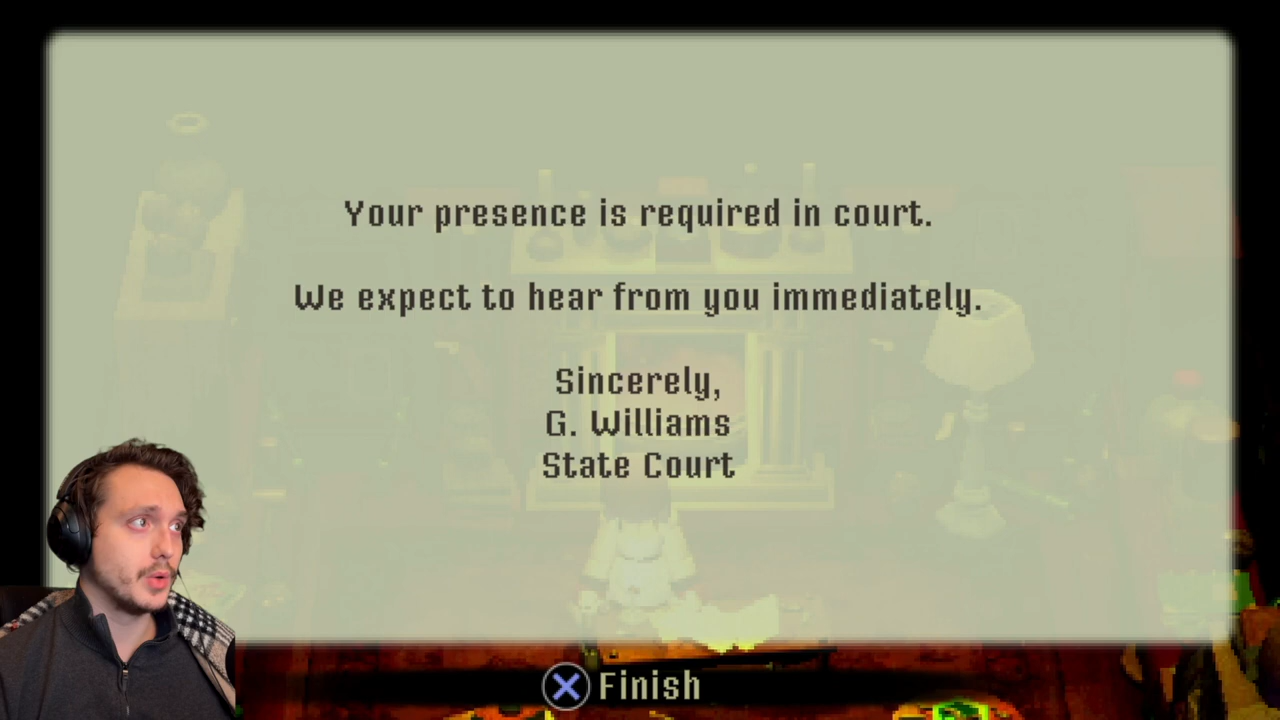 Your presence is required in court.
We expect to hear from you immediately.
Sincerely,
G. Williams
State Court
Finish